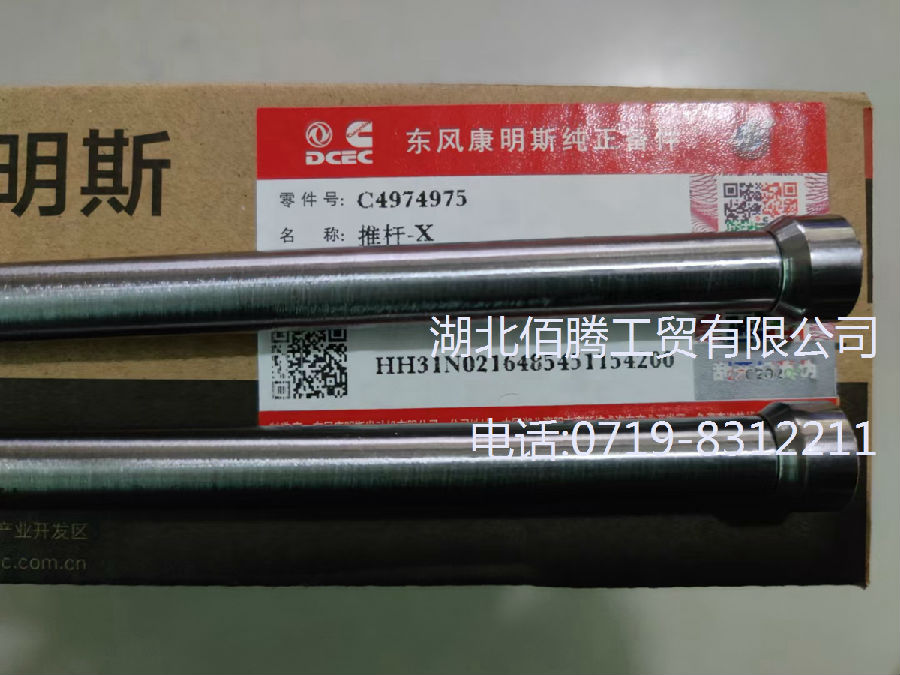 明斯
DCEC
东风康明斯纯正备件
零件号: C4974975
名 称: 推杆-X
湖北佰腾工贸有限公司
HH31N0216485451154200
电话:0719-8312211
产业开发区
c.com.cn